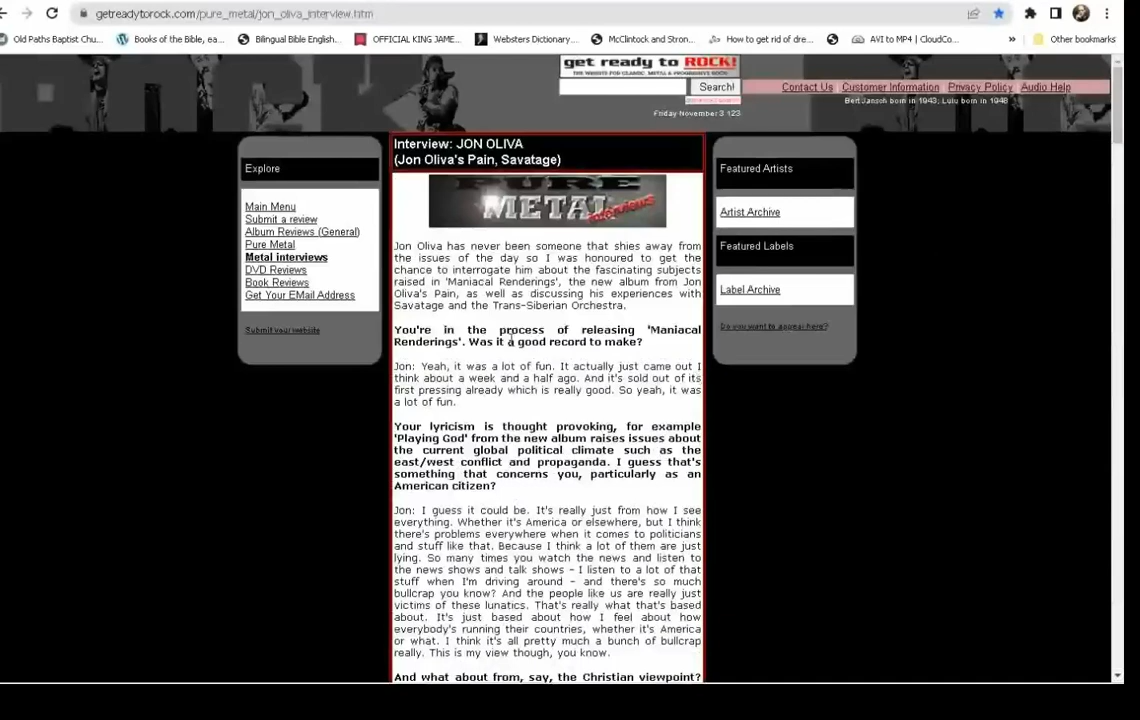 getreadytorock.com/pure_metal/jon_oliva_interview.htm
Old Paths Baptist Chu...
Books of the Bible, ea...
Bilingual Bible English...
OFFICIAL KING JAME...
Websters Dictionary...
McClintock and Stron...
How to get rid of dre...
AVI to MP4 | CloudCo...
»
Other bookmarks
get ready to ROCK!
THE WEBSITE FOR CLASSIC, METAL & PROGRESSIVE ROCK
Search!
Contact Us
Customer Information
Privacy Policy
Audio Help
Bert Jansch born in 1943; Lulu born in 1948
Friday November 3 123
Explore
Main Menu
Submit a review
Album Reviews (General)
Pure Metal
Metal interviews
DVD Reviews
Book Reviews
Get Your EMail Address
Submit your website
Interview: JON OLIVA
(Jon Oliva's Pain, Savatage)
PURE
METAL interviews
Jon Oliva has never been someone that shies away from
the issues of the day so I was honoured to get the
chance to interrogate him about the fascinating subjects
raised in 'Maniacal Renderings', the new album from Jon
Oliva's Pain, as well as discussing his experiences with
Savatage and the Trans-Siberian Orchestra.
You're in the process of releasing 'Maniacal
Renderings'. Was it a good record to make?
Jon: Yeah, it was a lot of fun. It actually just came out I
think about a week and a half ago. And it's sold out of its
first pressing already which is really good. So yeah, it was
a lot of fun.
Your lyricism is thought provoking, for example
'Playing God' from the new album raises issues about
the current global political climate such as the
east/west conflict and propaganda. I guess that's
something that concerns you, particularly as an
American citizen?
Jon: I guess it could be. It's really just from how I see
everything. Whether it's America or elsewhere, but I think
there's problems everywhere when it comes to politicians
and stuff like that. Because I think a lot of them are just
lying. So many times you watch the news and listen to
the news shows and talk shows - I listen to a lot of that
stuff when I'm driving around - and there's so much
bullcrap you know? And the people like us are really just
victims of these lunatics. That's really what that's based
about. It's just based about how I feel about how
everybody's running their countries, whether it's America
or what. I think it's all pretty much a bunch of bullcrap
really. This is my view though, you know.
And what about from, say, the Christian viewpoint?
Featured Artists
Artist Archive
Featured Labels
Label Archive
Do you want to appear here?